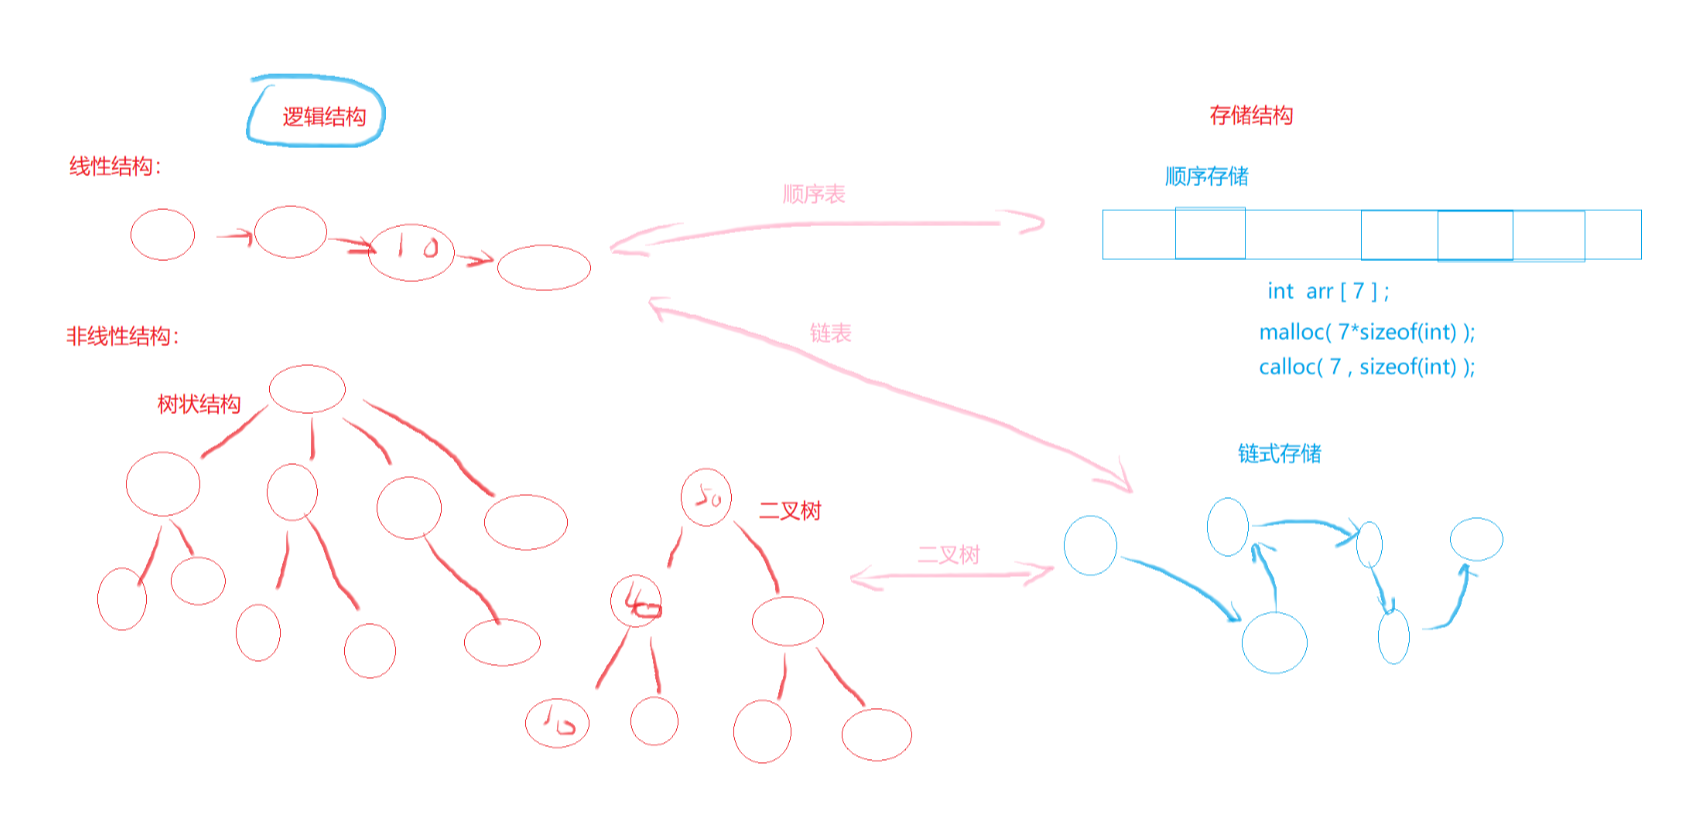 逻辑结构
存储结构
线性结构：
顺序存储
顺序表
10
int arr [ 7 ] ;
malloc( 7*sizeof(int) );
calloc( 7 , sizeof(int) );
非线性结构：
链表
树状结构
链式存储
50
二叉树
二叉树
40
10